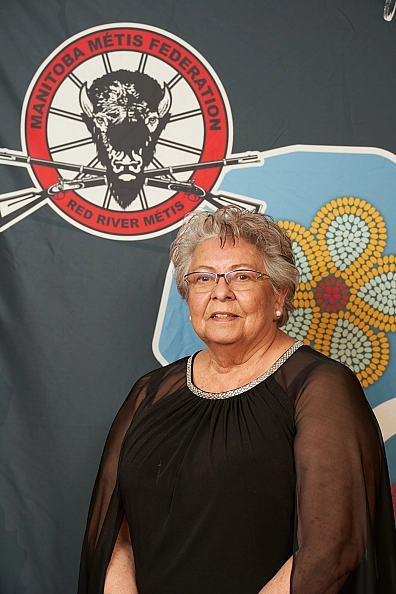 MANITOBA MÉTIS FEDERATION
RED RIVER MÉTIS